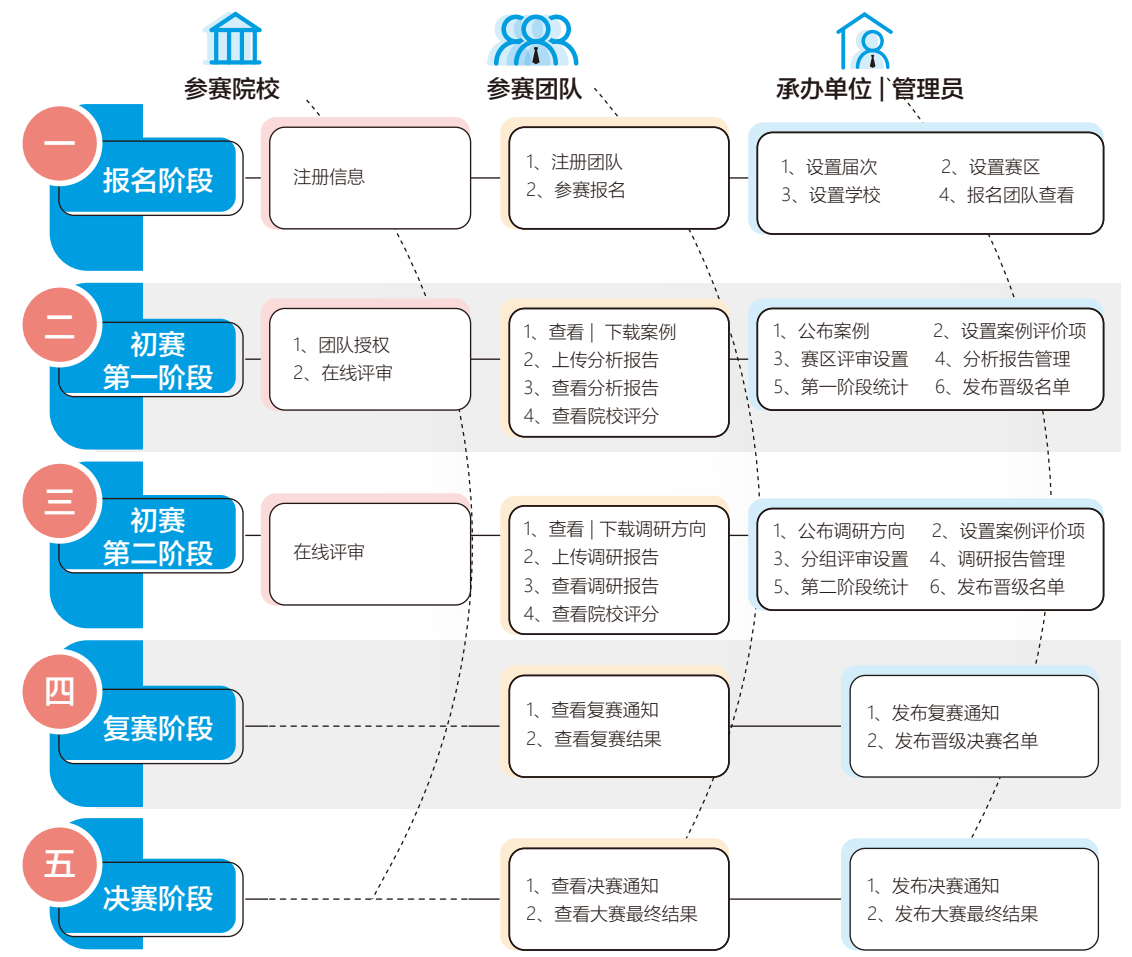 参赛院校
参赛团队
承办单位 | 管理员
一
报名阶段
注册信息
1、注册团队
2、参赛报名
1、设置届次 2、设置赛区
3、设置学校 4、报名团队查看
二
初赛
第一阶段
1、团队授权
2、在线评审
1、查看 | 下载案例
2、上传分析报告
3、查看分析报告
4、查看院校评分
1、公布案例 2、设置案例评价项
3、赛区评审设置 4、分析报告管理
5、第一阶段统计 6、发布晋级名单
三
初赛
第二阶段
在线评审
1、查看 | 下载调研方向
2、上传调研报告
3、查看调研报告
4、查看院校评分
1、公布调研方向 2、设置案例评价项
3、分组评审设置 4、调研报告管理
5、第二阶段统计 6、发布晋级名单
四
复赛阶段
1、查看复赛通知
2、查看复赛结果
1、发布复赛通知
2、发布晋级决赛名单
五
决赛阶段
1、查看决赛通知
2、查看大赛最终结果
1、发布决赛通知
2、发布大赛最终结果